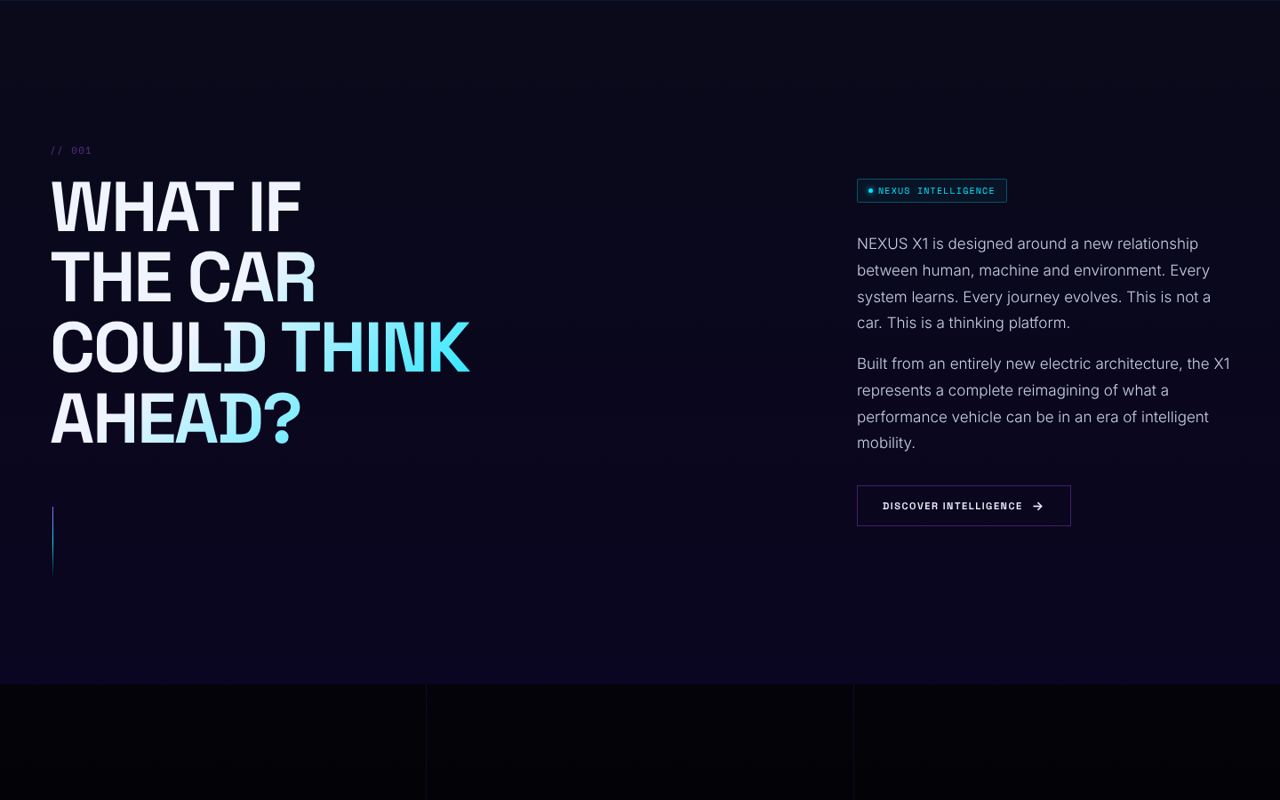 // 001
WHAT IF
THE CAR
COULD THINK
AHEAD?
NEXUS INTELLIGENCE
NEXUS X1 is designed around a new relationship
between human, machine and environment. Every
system learns. Every journey evolves. This is not a
car. This is a thinking platform.
Built from an entirely new electric architecture, the X1
represents a complete reimagining of what a
performance vehicle can be in an era of intelligent
mobility.
DISCOVER INTELLIGENCE →